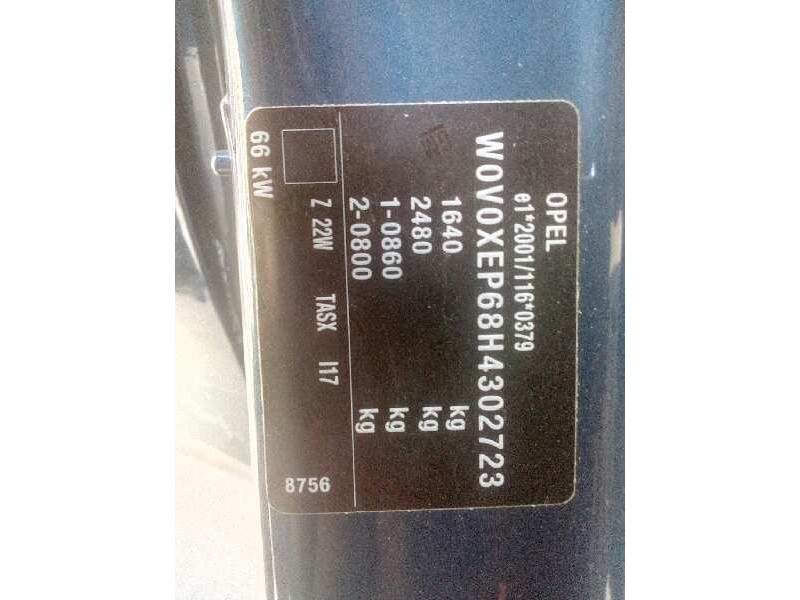 OPEL
e1*2001/116*0379
W0V0XEP68H4302723
1640 kg
2480 kg
1-0860 kg
2-0800 kg
Z 22W TASX I17
8756
66 kW